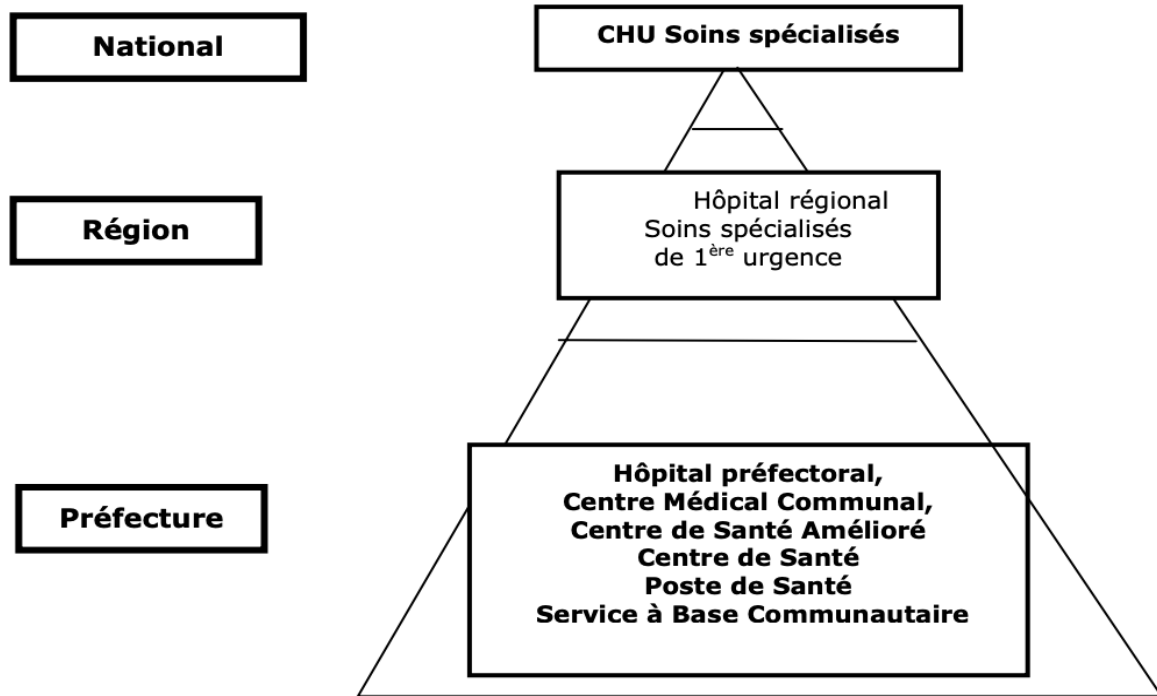 National
CHU Soins spécialisés
Région
Hôpital régional
Soins spécialisés
de 1ère urgence
Préfecture
Hôpital préfectoral,
Centre Médical Communal,
Centre de Santé Amélioré
Centre de Santé
Poste de Santé
Service à Base Communautaire